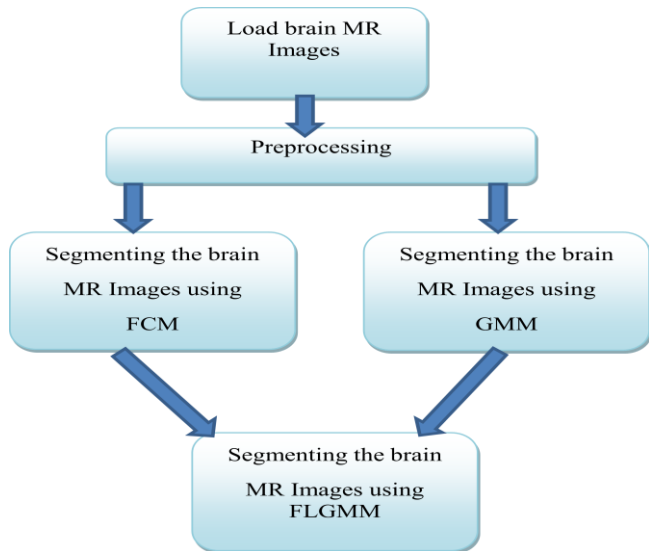 Load brain MR
Images
Preprocessing
Segmenting the brain
MR Images using
FCM
Segmenting the brain
MR Images using
GMM
Segmenting the brain
MR Images using
FLGMM